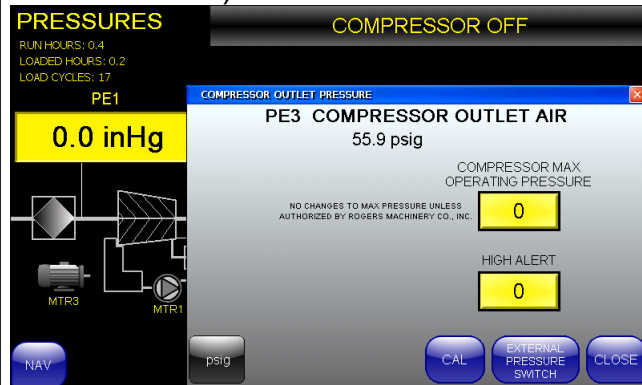 PRESSURES
COMPRESSOR OFF
RUN HOURS: 0.4
LOADED HOURS: 0.2
LOAD CYCLES: 17
PE1
0.0 inHg
COMPRESSOR OUTLET PRESSURE
PE3 COMPRESSOR OUTLET AIR
55.9 psig
COMPRESSOR MAX
OPERATING PRESSURE
NO CHANGES TO MAX PRESSURE UNLESS
AUTHORIZED BY ROGERS MACHINERY CO., INC.
0
HIGH ALERT
0
MTR3
MTR1
NAV
psig
CAL
EXTERNAL
PRESSURE
SWITCH
CLOSE